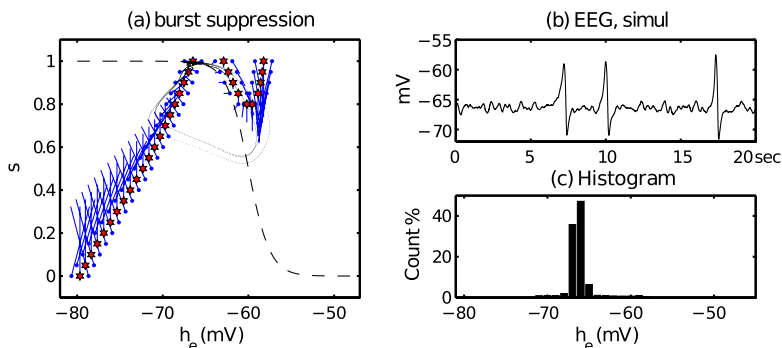 (a) burst suppression
1
0.8
0.6
0.4
0.2
0
s
−80 −70 −60 −50
h_e (mV)
(b) EEG, simul
−55
−60
−65
−70
mV
0 5 10 15 20 sec
(c) Histogram
40
20
0
Count %
−80 −70 −60 −50
h_e (mV)